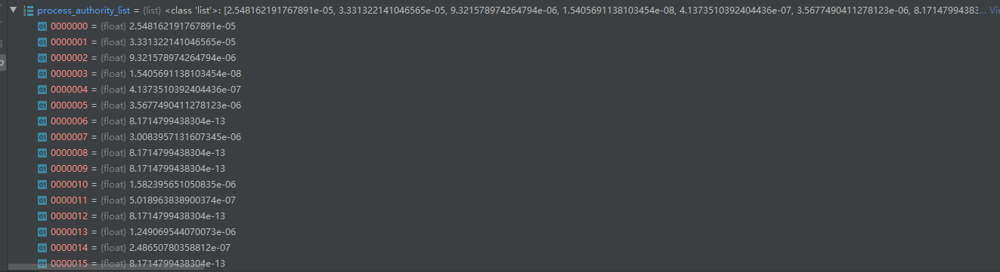 process_authority_list = {list} <class 'list'>: [2.548162191767891e-05, 3.331322141046565e-05, 9.321578974264794e-06, 1.5405691138103454e-08, 4.1373510392404436e-07, 3.5677490411278123e-06, 8.17147994383... Vie
0000000 = {float} 2.548162191767891e-05
0000001 = {float} 3.331322141046565e-05
0000002 = {float} 9.321578974264794e-06
0000003 = {float} 1.5405691138103454e-08
0000004 = {float} 4.1373510392404436e-07
0000005 = {float} 3.5677490411278123e-06
0000006 = {float} 8.1714799438304e-13
0000007 = {float} 3.0083957131607345e-06
0000008 = {float} 8.1714799438304e-13
0000009 = {float} 8.1714799438304e-13
0000010 = {float} 1.582395651050835e-06
0000011 = {float} 5.018963838900374e-07
0000012 = {float} 8.1714799438304e-13
0000013 = {float} 1.249069544070073e-06
0000014 = {float} 2.48650780358812e-07
0000015 = {float} 8.1714799438304e-13